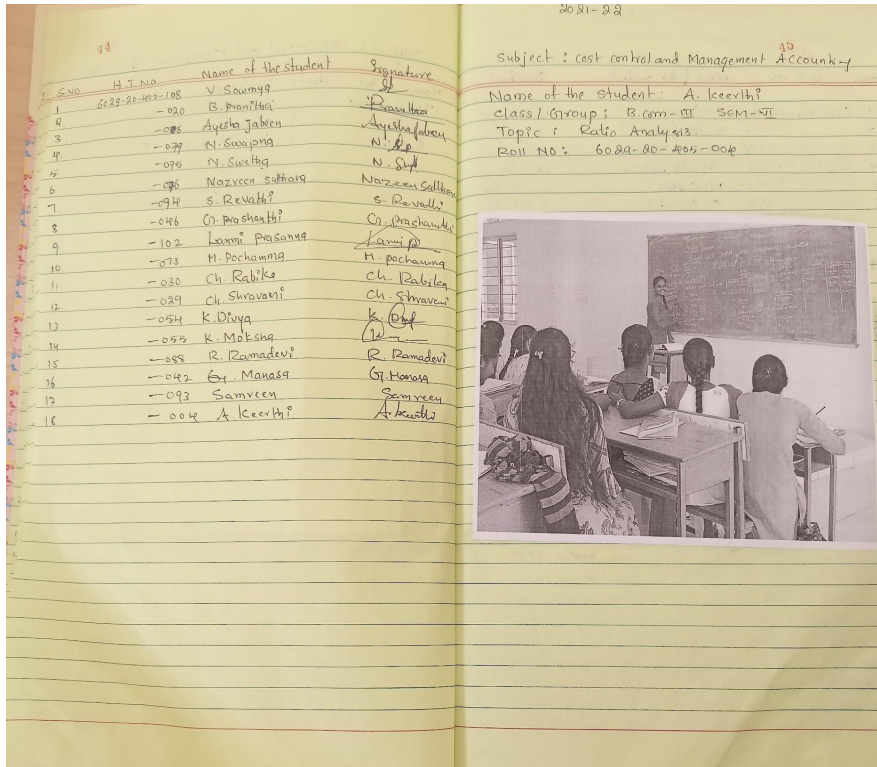 44
S.NO H.T.NO Name of the student Signature
1 6029-20-405-108 V. Sowmya
2 -020 B. Pranitha Pranitha
3. -006 Ayesha Jabeen Ayesha Jabeen
4. -079 N. Swapna N.
5 -095 N. Swetha N.
6 -076 Nazreen Sulthana Nazreen Sulthana
7. -094 S. Revathi S. Revathi
8 -046 G. Prashanthi G. Prashanthi
9 -102 Laxmi Prasanna Laxmi p
10 -073 M. Pochamma M. pochamma
11 -030 Ch. Rabika Ch. Rabika
12 -029 Ch. Shravani Ch. Shravani
13 -054 K. Divya K.
14 -055 K. Moksha
15 -088 R. Ramadevi R. Ramadevi
16 -042 G. Manasa G. Manasa
17 -093 Samreen Samreen
18 -004 A. Keerthi A. Keerthi
2021-22
45
Subject : cost control and Management Accounting
Name of the student: A. Keerthi
Class/Group: B.com-III SEM-VI
Topic : Ratio Analysis.
Roll No: 6029-20-405-004